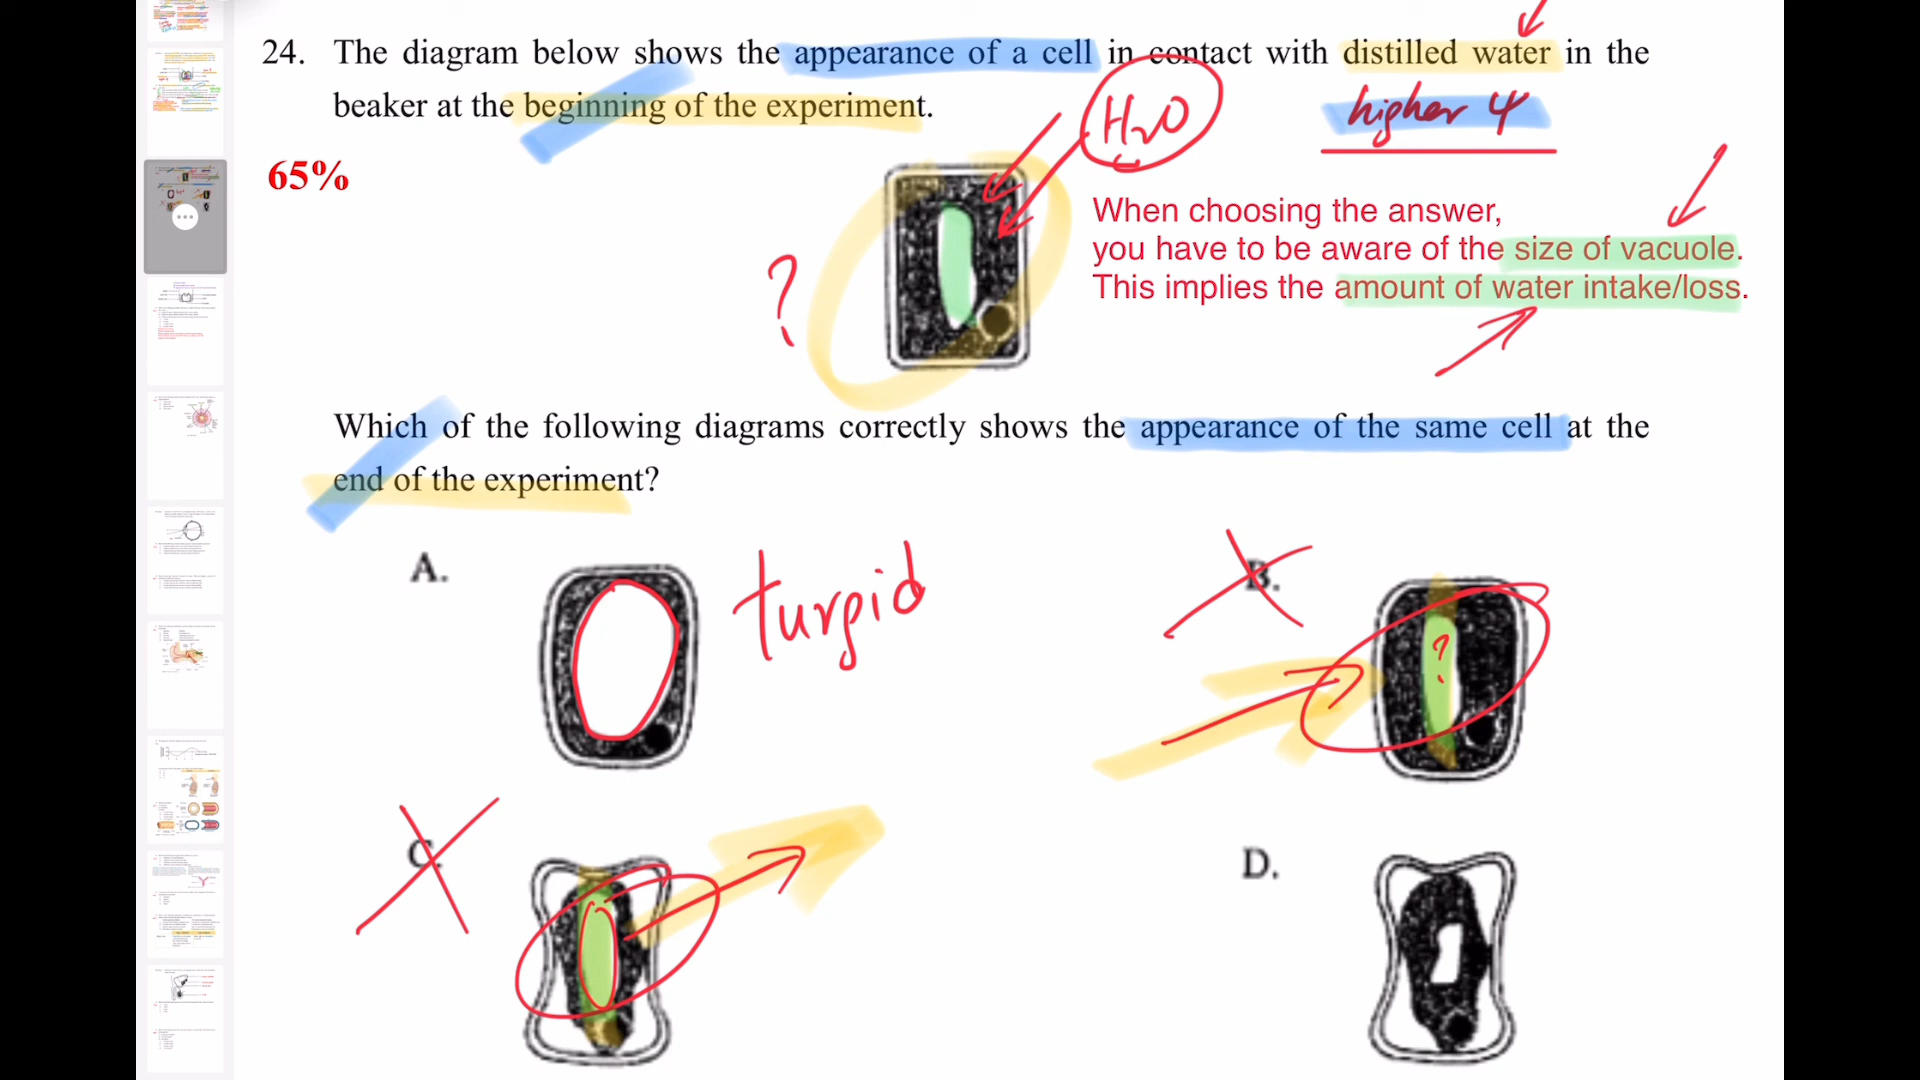 24. The diagram below shows the appearance of a cell in contact with distilled water in the
beaker at the beginning of the experiment.
higher Ψ
H2O
65%
When choosing the answer,
you have to be aware of the size of vacuole.
This implies the amount of water intake/loss.
?
Which of the following diagrams correctly shows the appearance of the same cell at the
end of the experiment?
A.
turgid
B.
?
C.
D.